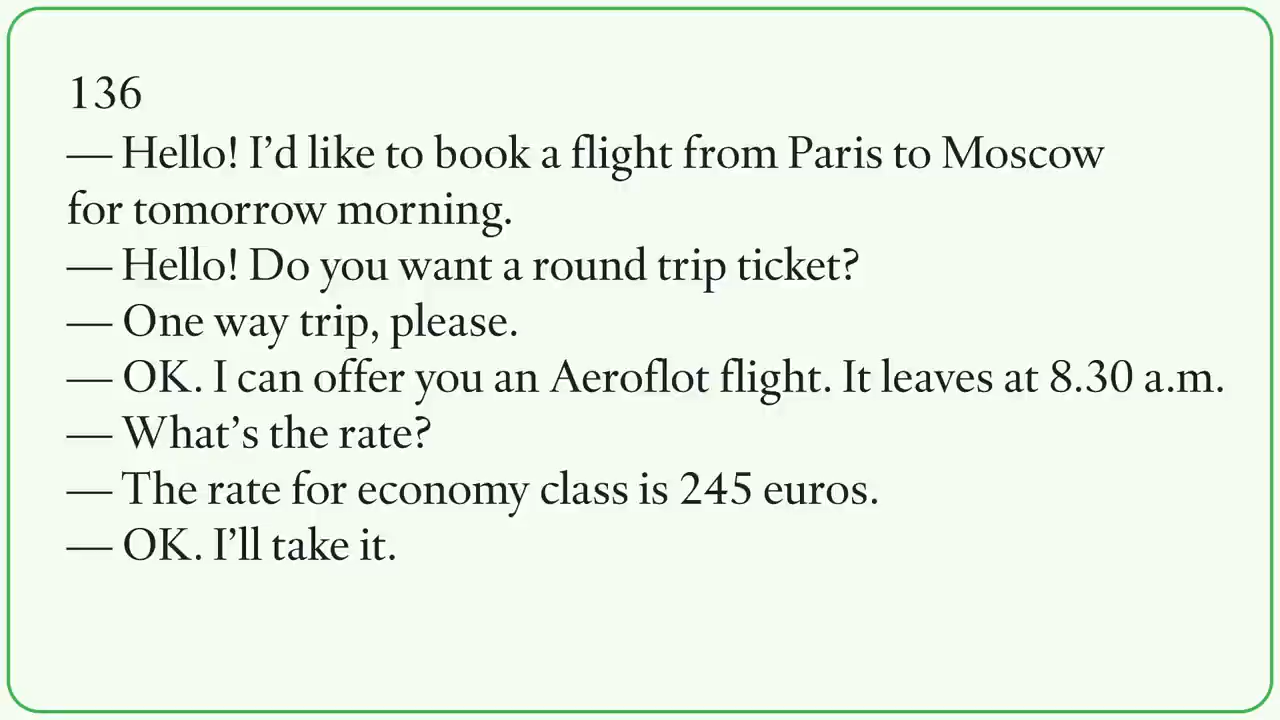 136
— Hello! I’d like to book a flight from Paris to Moscow
for tomorrow morning.
— Hello! Do you want a round trip ticket?
— One way trip, please.
— OK. I can offer you an Aeroflot flight. It leaves at 8.30 a.m.
— What’s the rate?
— The rate for economy class is 245 euros.
— OK. I’ll take it.